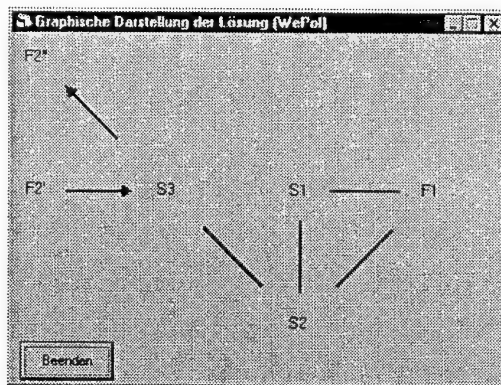 Graphische Darstellung der Lösung (WePol)
F2"
F2' S3 S1 F1
S2
Beenden